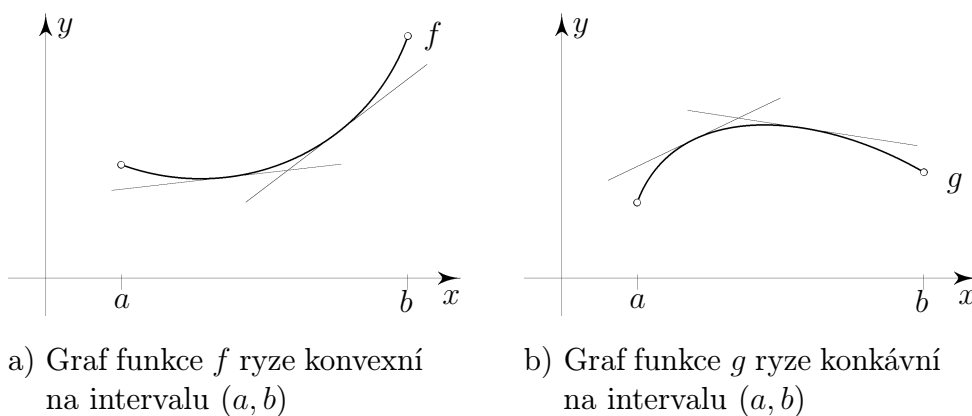 y
f
a
b
x
a) Graf funkce f ryze konvexní
na intervalu (a, b)
y
g
a
b
x
b) Graf funkce g ryze konkávní
na intervalu (a, b)